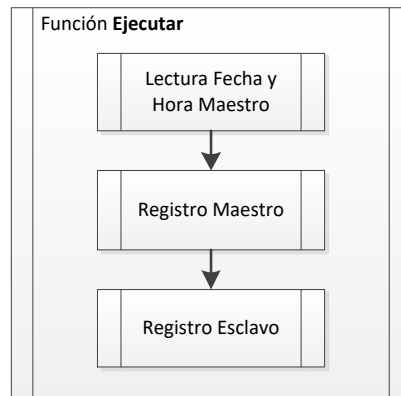 Función Ejecutar
Lectura Fecha y
Hora Maestro
Registro Maestro
Registro Esclavo